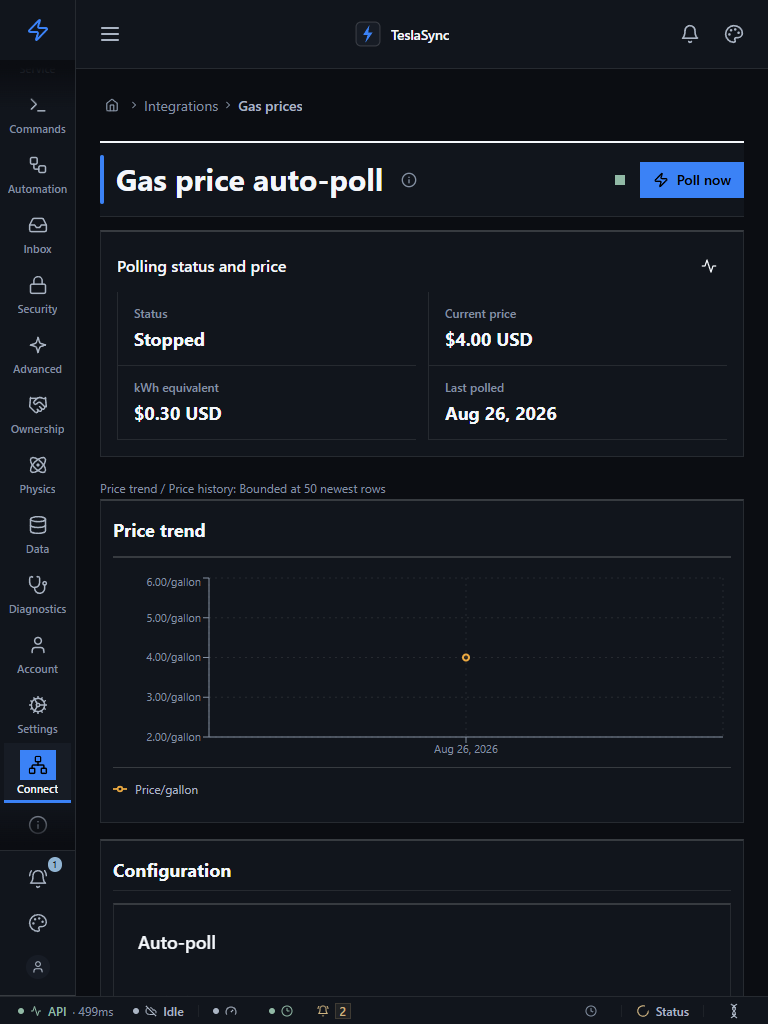 TeslaSync
Commands
Automation
Inbox
Security
Advanced
Ownership
Physics
Data
Diagnostics
Account
Settings
Connect
1
Integrations
Gas prices
Gas price auto-poll
Poll now
Polling status and price
Status
Stopped
Current price
$4.00 USD
kWh equivalent
$0.30 USD
Last polled
Aug 26, 2026
Price trend / Price history: Bounded at 50 newest rows
Price trend
6.00/gallon
5.00/gallon
4.00/gallon
3.00/gallon
2.00/gallon
Aug 26, 2026
Price/gallon
Configuration
Auto-poll
API · 499ms
Idle
2
Status